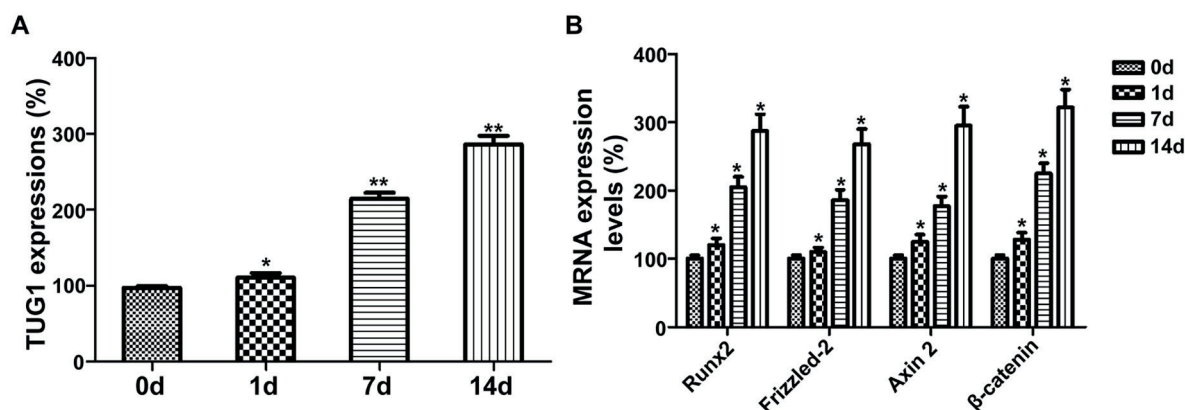 A
TUG1 expressions (%)
400
300
200
100
0
**
**
*
0d
1d
7d
14d
B
MRNA expression
levels (%)
400
300
200
100
0
*
*
*
*
*
*
*
*
*
*
*
*
Runx2
Frizzled-2
Axin 2
β-catenin
0d
1d
7d
14d